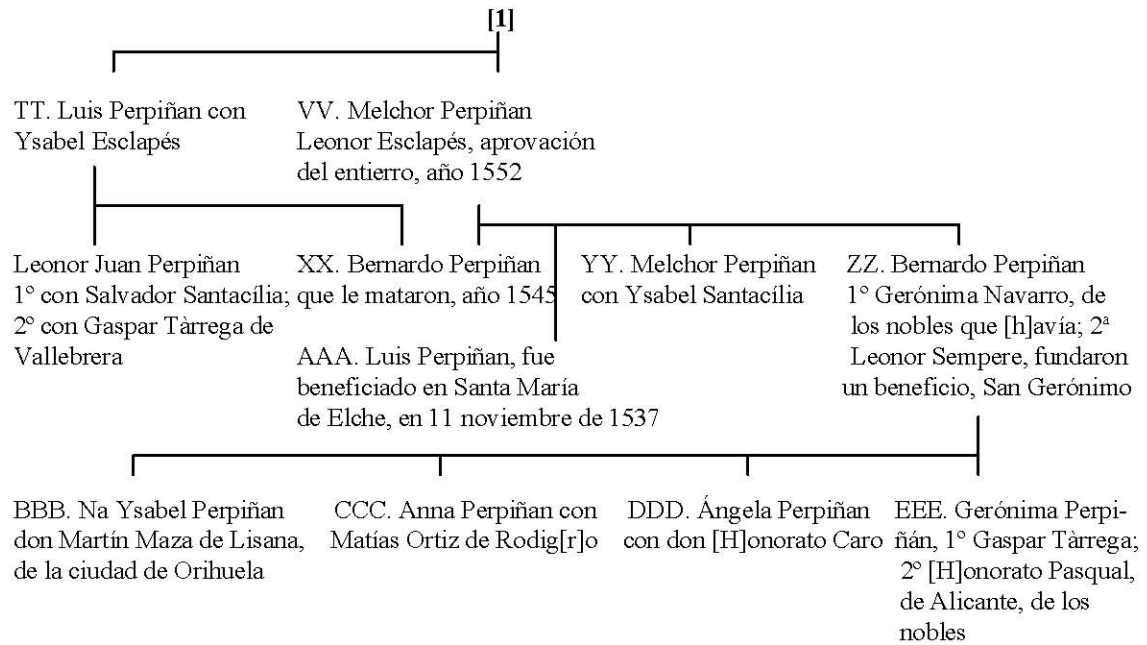 [1]
TT. Luis Perpiñan con
Ysabel Esclapés
VV. Melchor Perpiñan
Leonor Esclapés, aprovación
del entierro, año 1552
Leonor Juan Perpiñan
1º con Salvador Santacília;
2º con Gaspar Tàrrega de
Vallebrera
XX. Bernardo Perpiñan
que le mataron, año 1545
YY. Melchor Perpiñan
con Ysabel Santacília
ZZ. Bernardo Perpiñan
1º Gerónima Navarro, de
los nobles que [h]avía; 2ª
Leonor Sempere, fundaron
un beneficio, San Gerónimo
AAA. Luis Perpiñan, fue
beneficiado en Santa María
de Elche, en 11 noviembre de 1537
BBB. Na Ysabel Perpiñan
don Martín Maza de Lisana,
de la ciudad de Orihuela
CCC. Anna Perpiñan con
Matías Ortiz de Rodig[r]o
DDD. Ángela Perpiñan
con don [H]onorato Caro
EEE. Gerónima Perpi-
ñán, 1º Gaspar Tàrrega;
2º [H]onorato Pasqual,
de Alicante, de los
nobles